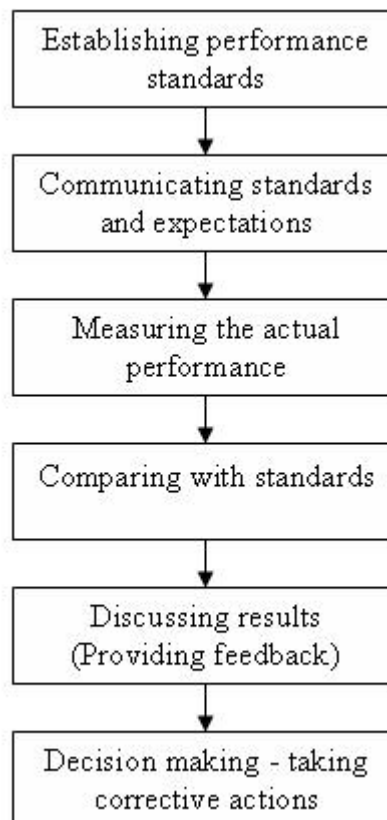 Establishing performance
standards
Communicating standards
and expectations
Measuring the actual
performance
Comparing with standards
Discussing results
(Providing feedback)
Decision making - taking
corrective actions